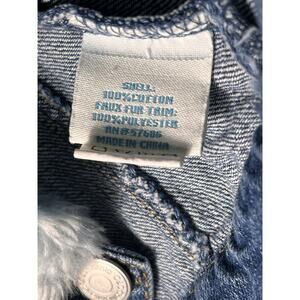 SHELL:
100%COTTON
FAUX FUR TRIM:
100%POLYESTER
RN#57686
MADE IN CHINA